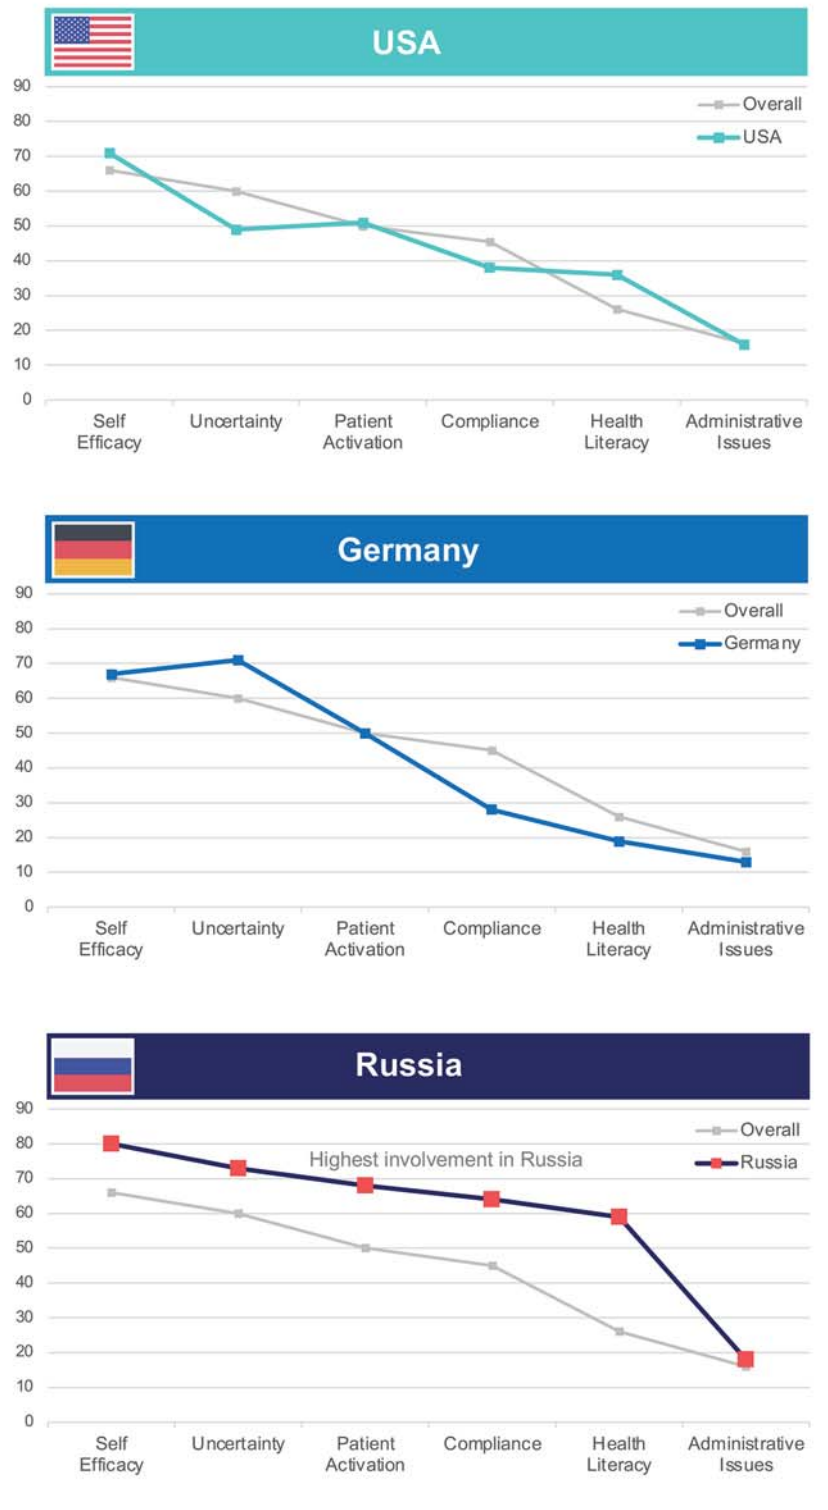 USA
90
80
70
60
50
40
30
20
10
0
Overall
USA
Self Efficacy
Uncertainty
Patient Activation
Compliance
Health Literacy
Administrative Issues
Germany
90
80
70
60
50
40
30
20
10
0
Overall
Germany
Self Efficacy
Uncertainty
Patient Activation
Compliance
Health Literacy
Administrative Issues
Russia
90
80
70
60
50
40
30
20
10
0
Overall
Russia
Highest involvement in Russia
Self Efficacy
Uncertainty
Patient Activation
Compliance
Health Literacy
Administrative Issues